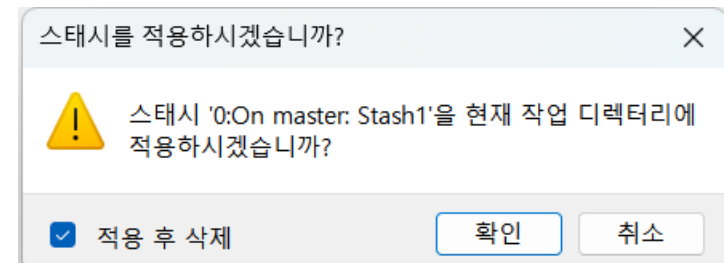 스태시를 적용하시겠습니까?
스태시 '0:On master: Stash1'을 현재 작업 디렉터리에
적용하시겠습니까?
적용 후 삭제
확인
취소